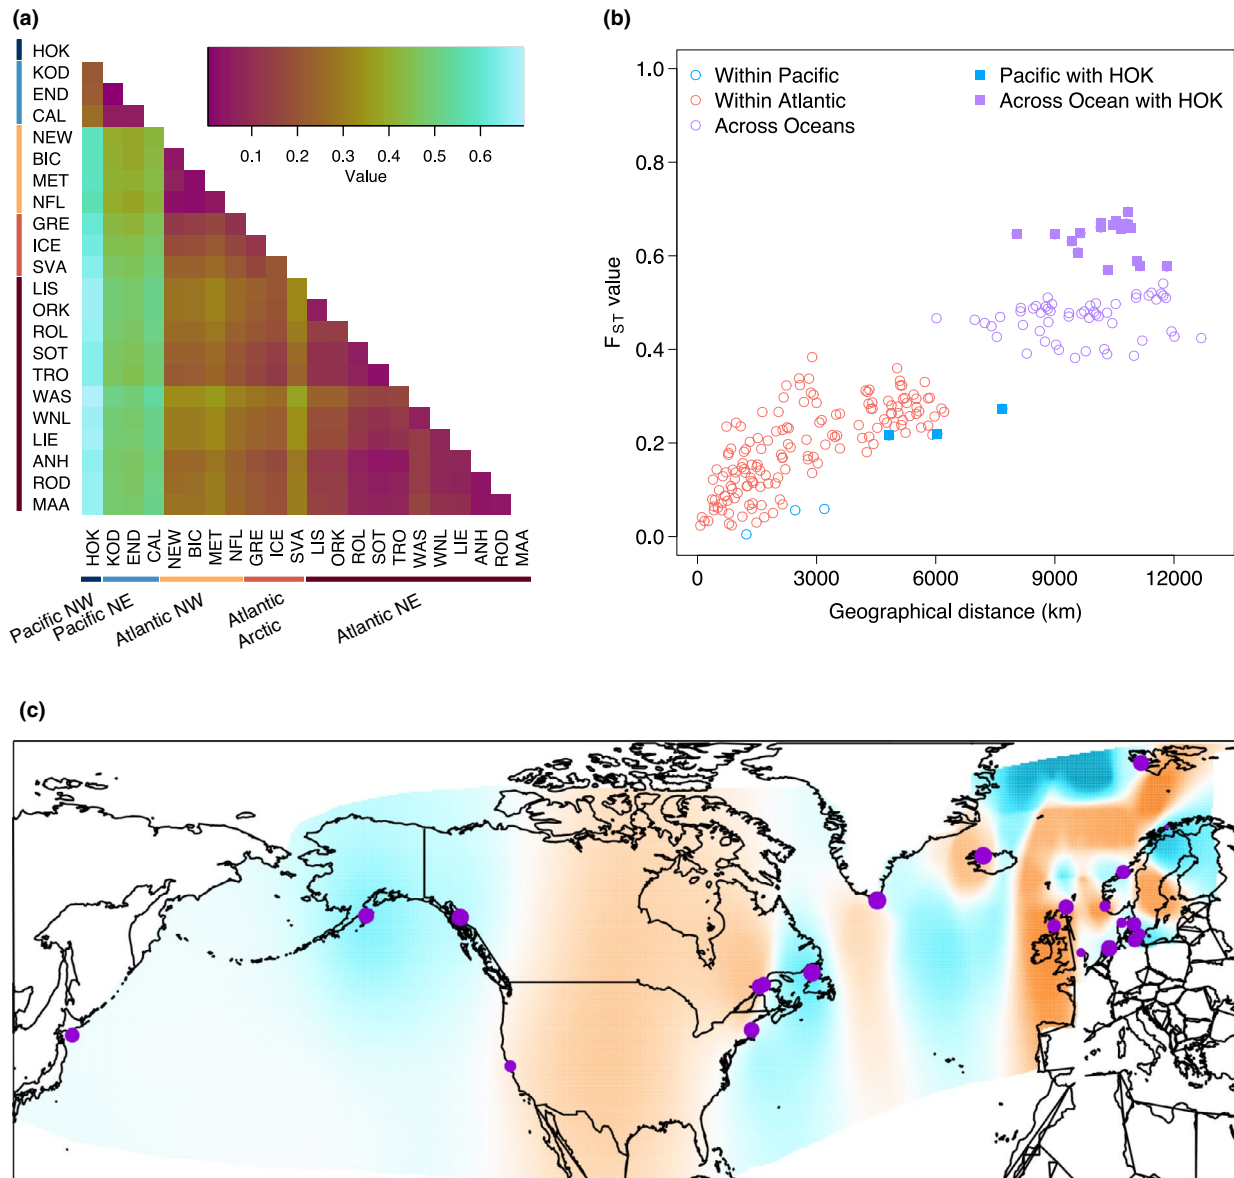 (a)
HOK
KOD
END
CAL
NEW
BIC
MET
NFL
GRE
ICE
SVA
LIS
ORK
ROL
SOT
TRO
WAS
WNL
LIE
ANH
ROD
MAA
0.1 0.2 0.3 0.4 0.5 0.6
Value
HOK KOD END CAL NEW BIC MET NFL GRE ICE SVA LIS ORK ROL SOT TRO WAS WNL LIE ANH ROD MAA
Pacific NW
Pacific NE
Atlantic NW
Atlantic
Arctic
Atlantic NE
(b)
Within Pacific
Within Atlantic
Across Oceans
Pacific with HOK
Across Ocean with HOK
1.0
0.8
0.6
0.4
0.2
0.0
FST value
0 3000 6000 9000 12000
Geographical distance (km)
(c)